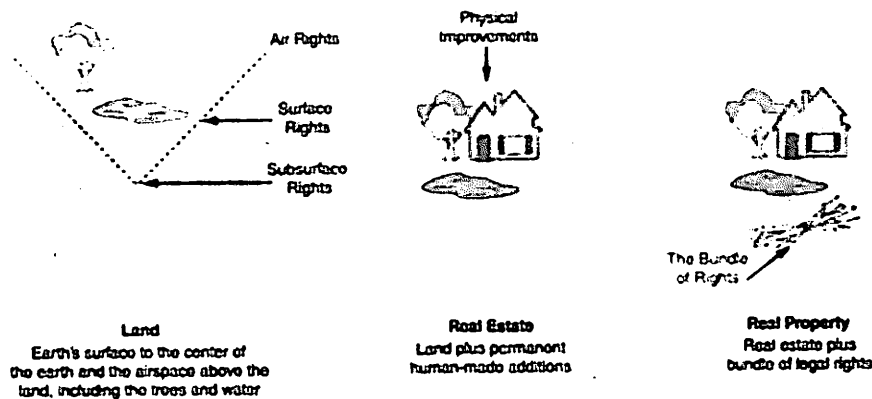 Air Rights
Surface
Rights
Subsurface
Rights
Physical
Improvements
The Bundle
of Rights
Land
Earth's surface to the center of
the earth and the airspace above the
land, including the trees and water
Real Estate
Land plus permanent
human-made additions
Real Property
Real estate plus
bundle of legal rights